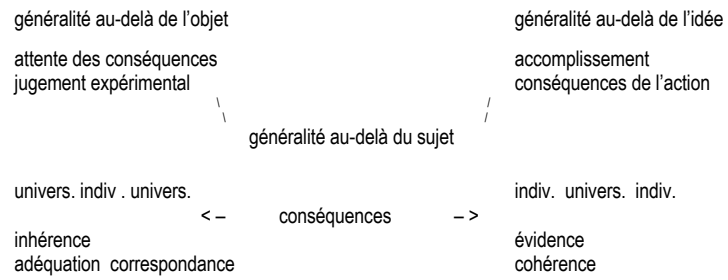 généralité au-delà de l'objet
généralité au-delà de l'idée
attente des conséquences
accomplissement
jugement expérimental
conséquences de l'action
généralité au-delà du sujet
univers. indiv . univers.
indiv. univers. indiv.
< – conséquences – >
inhérence
évidence
adéquation correspondance
cohérence